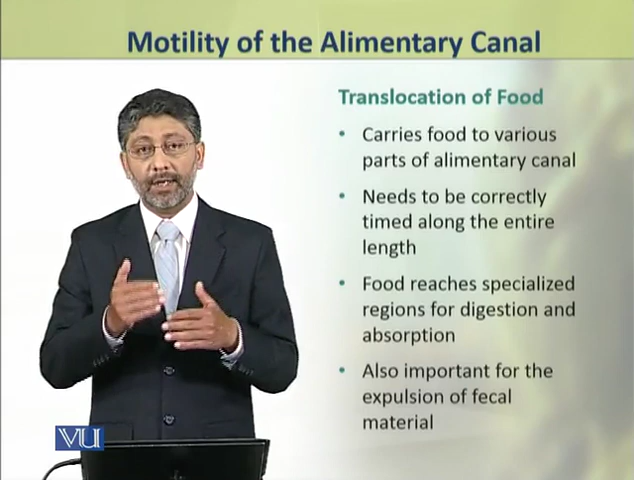 Motility of the Alimentary Canal
Translocation of Food
• Carries food to various
parts of alimentary canal
• Needs to be correctly
timed along the entire
length
• Food reaches specialized
regions for digestion and
absorption
• Also important for the
expulsion of fecal
material
VU